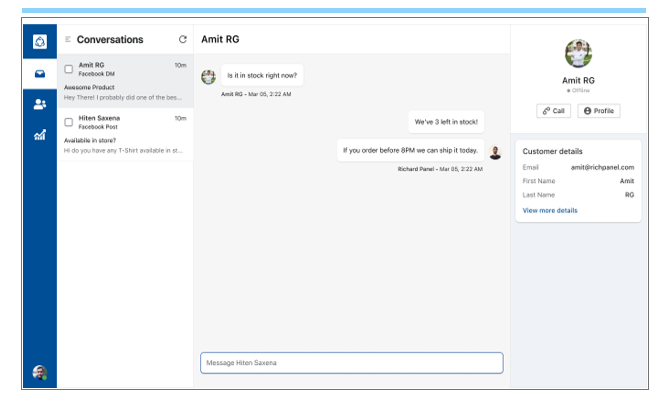 Conversations
Amit RG
10m
Facebook DM
Awesome Product
Hey There! I probably did one of the bes...
Hiten Saxena
10m
Facebook Post
Availabile in store?
Hi do you have any T-Shirt available in st...
Amit RG
Is it in stock right now?
Amit RG - Mar 05, 2:22 AM
We've 3 left in stock!
If you order before 8PM we can ship it today.
Richard Panel - Mar 05, 2:22 AM
Message Hiten Saxena
Amit RG
Offline
Call
Profile
Customer details
Email amit@richpanel.com
First Name Amit
Last Name RG
View more details